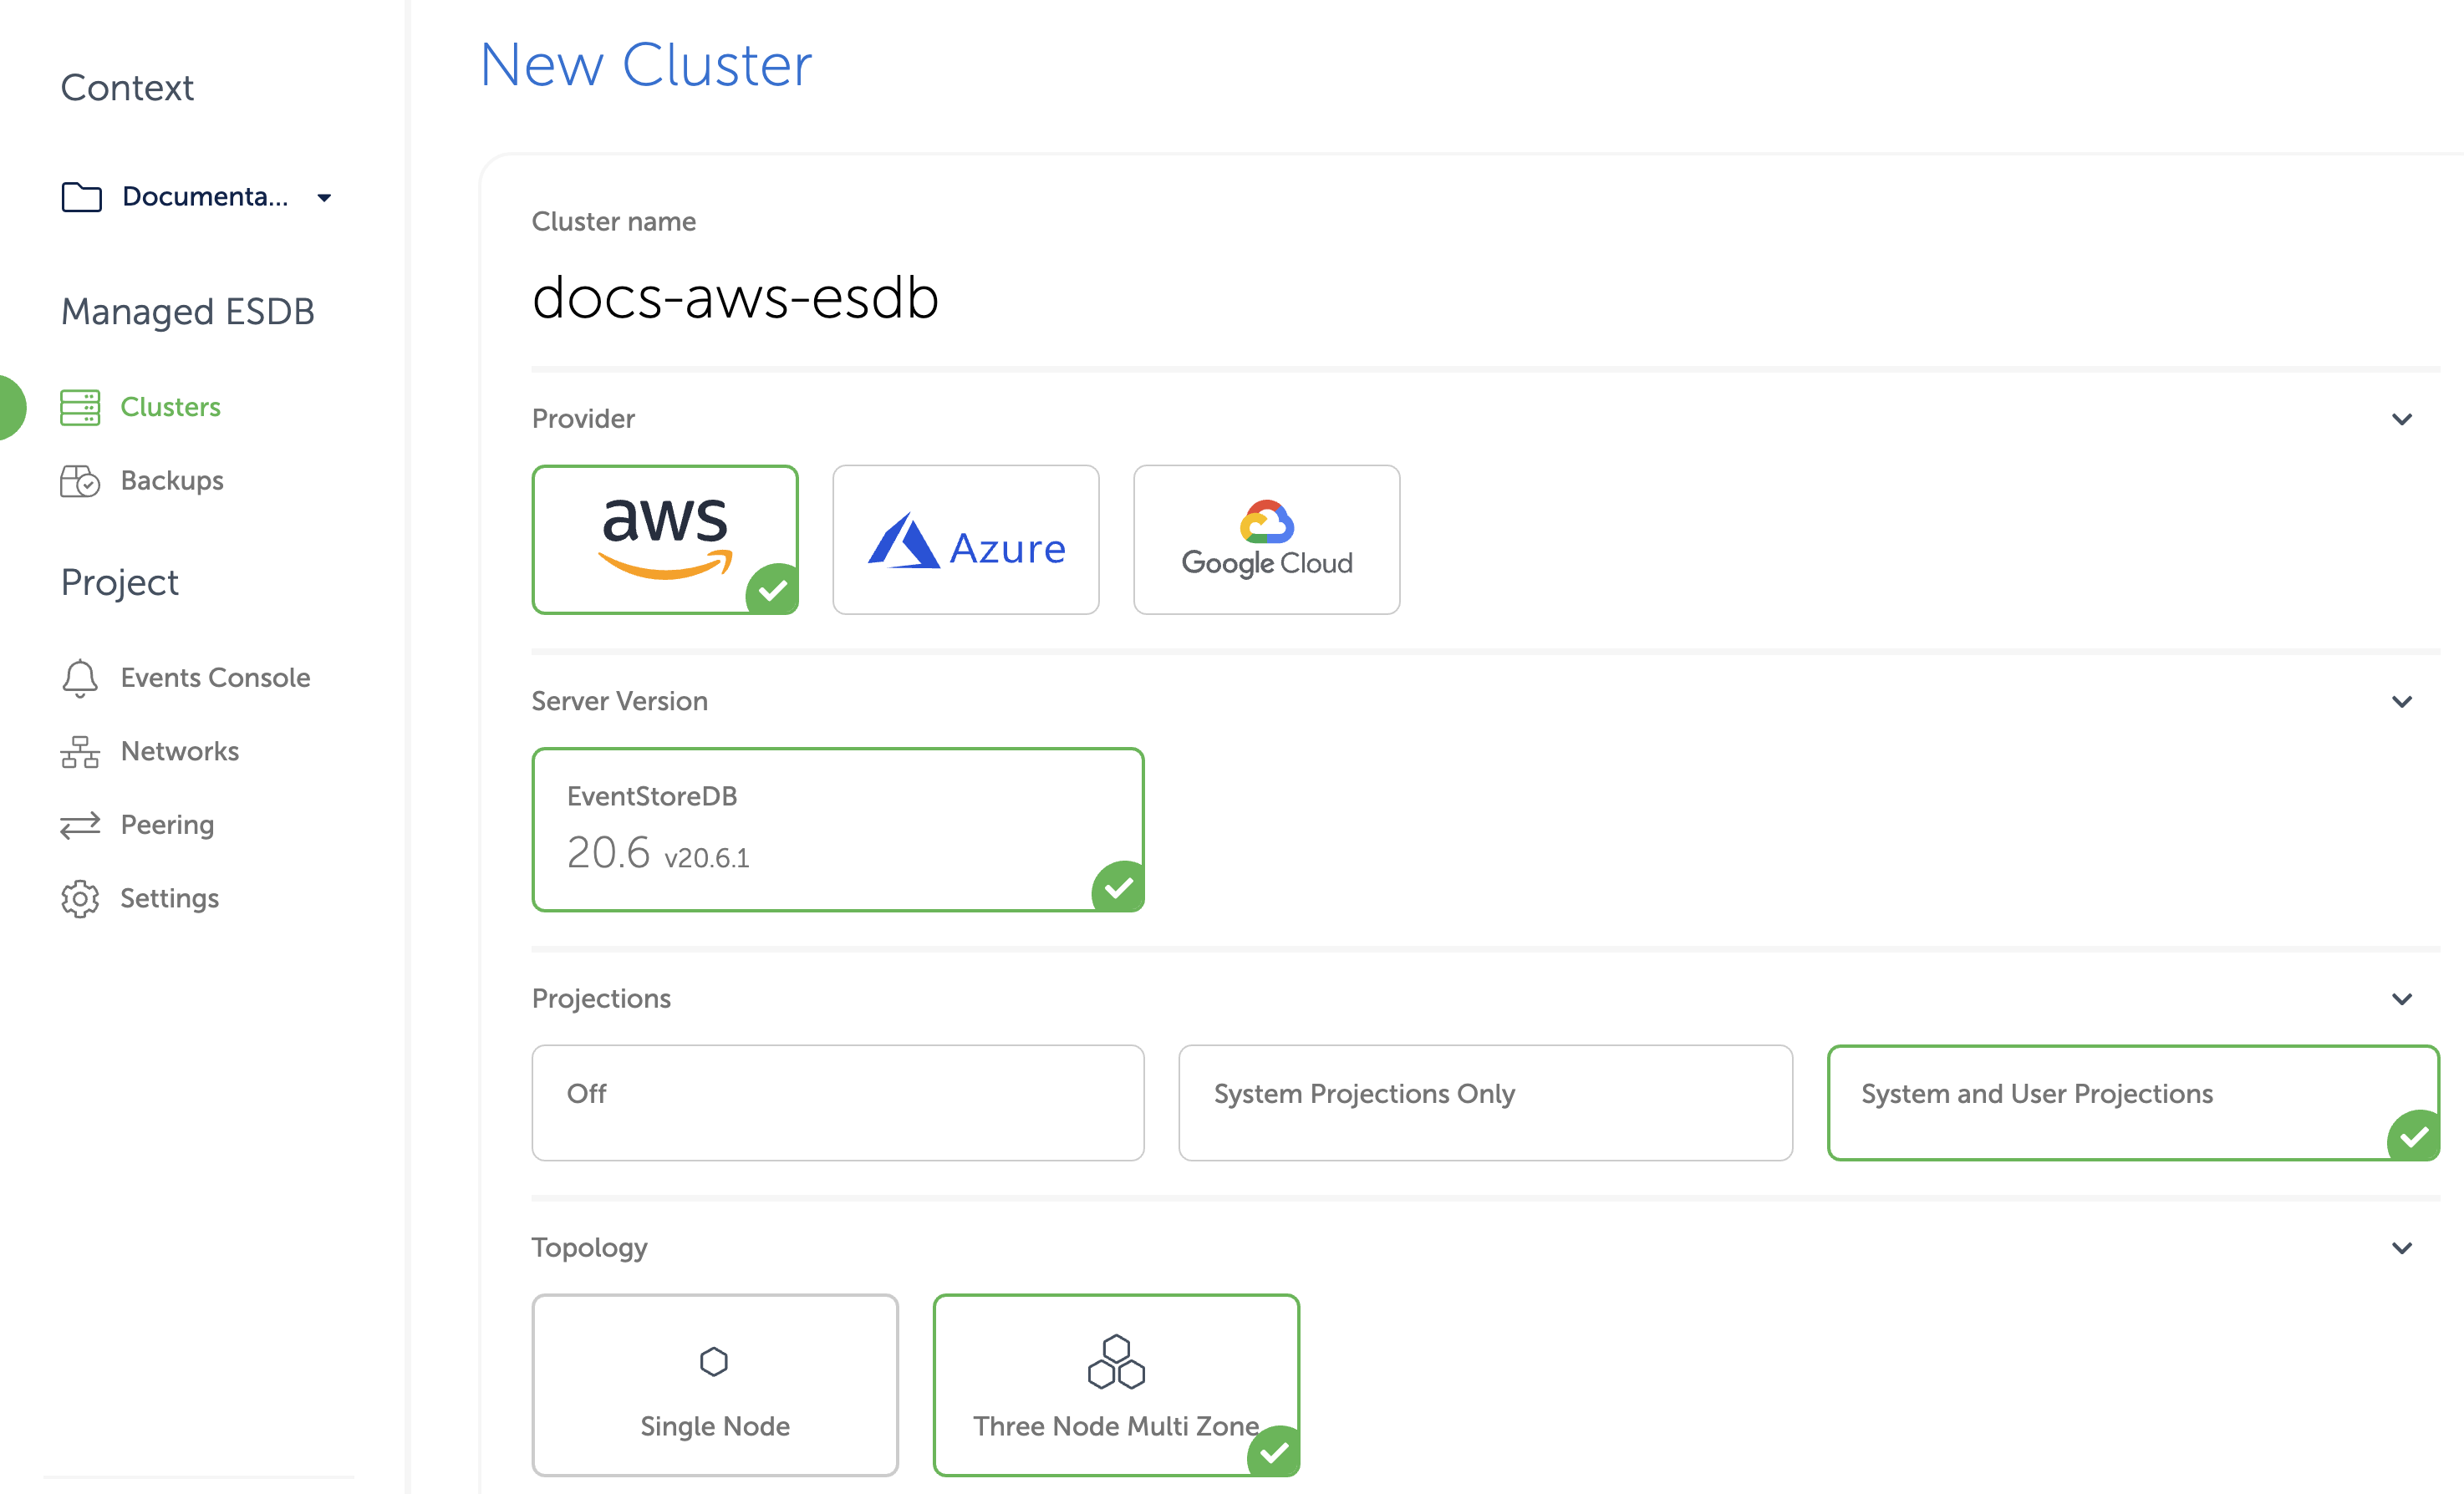 Context
Documenta...
Managed ESDB
Clusters
Backups
Project
Events Console
Networks
Peering
Settings
New Cluster
Cluster name
docs-aws-esdb
Provider
aws
Azure
Google Cloud
Server Version
EventStoreDB
20.6 v20.6.1
Projections
Off
System Projections Only
System and User Projections
Topology
Single Node
Three Node Multi Zone